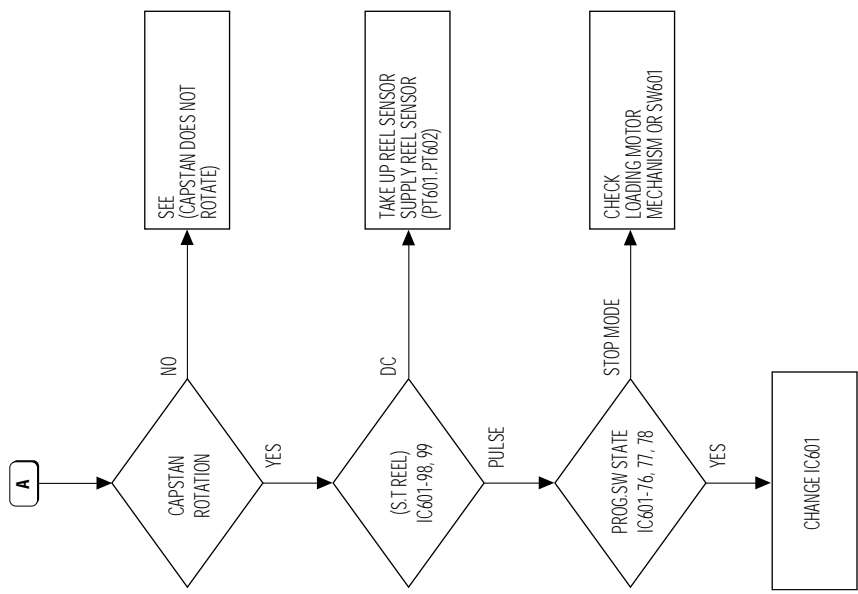 A
CAPSTAN
ROTATION
NO
SEE
(CAPSTAN DOES NOT
ROTATE)
YES
(S.T REEL)
IC601-98, 99
DC
TAKE UP REEL SENSOR
SUPPLY REEL SENSOR
(PT601.PT602)
PULSE
PROG.SW STATE
IC601-76, 77, 78
STOP MODE
CHECK
LOADING MOTOR
MECHANISM OR SW601
YES
CHANGE IC601